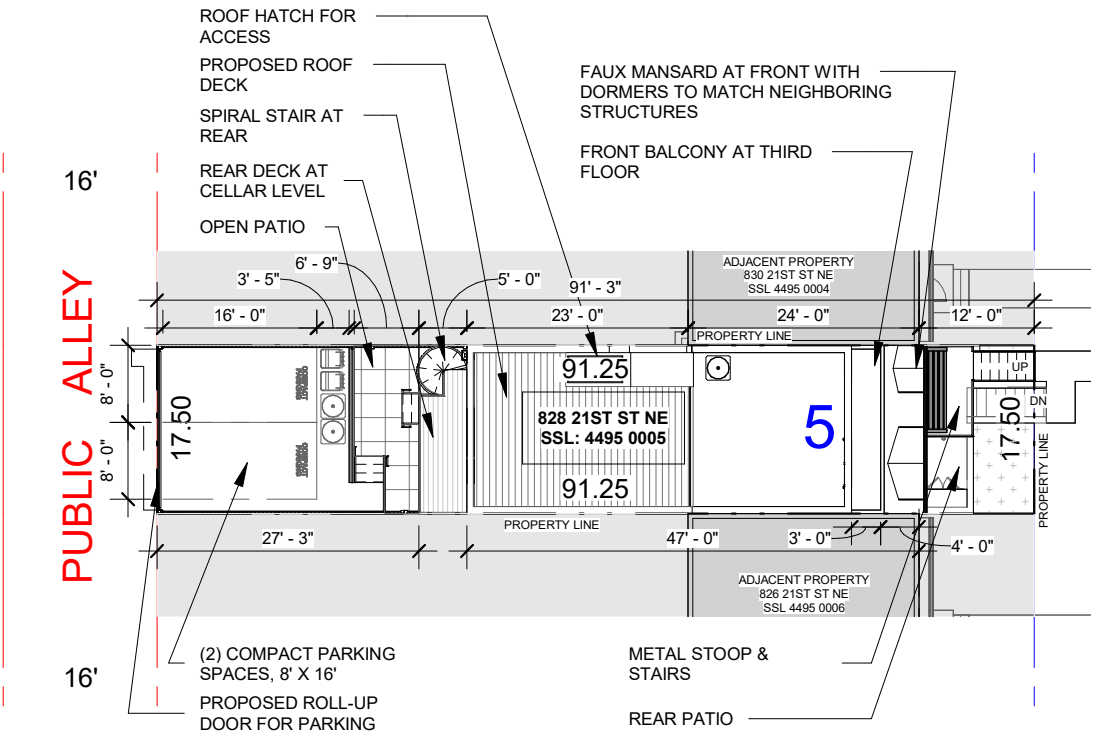 ROOF HATCH FOR
ACCESS
PROPOSED ROOF
DECK
SPIRAL STAIR AT
REAR
REAR DECK AT
CELLAR LEVEL
OPEN PATIO
FAUX MANSARD AT FRONT WITH
DORMERS TO MATCH NEIGHBORING
STRUCTURES
FRONT BALCONY AT THIRD
FLOOR
16'
PUBLIC ALLEY
16'
6' - 9"
3' - 5"
5' - 0"
91' - 3"
16' - 0"
23' - 0"
24' - 0"
12' - 0"
ADJACENT PROPERTY
830 21ST ST NE
SSL 4495 0004
PROPERTY LINE
8' - 0"
8' - 0"
17.50
91.25
828 21ST ST NE
SSL: 4495 0005
91.25
5
UP
DN
17.50
PROPERTY LINE
PROPERTY LINE
27' - 3"
47' - 0"
3' - 0"
4' - 0"
ADJACENT PROPERTY
826 21ST ST NE
SSL 4495 0006
(2) COMPACT PARKING
SPACES, 8' X 16'
PROPOSED ROLL-UP
DOOR FOR PARKING
METAL STOOP &
STAIRS
REAR PATIO